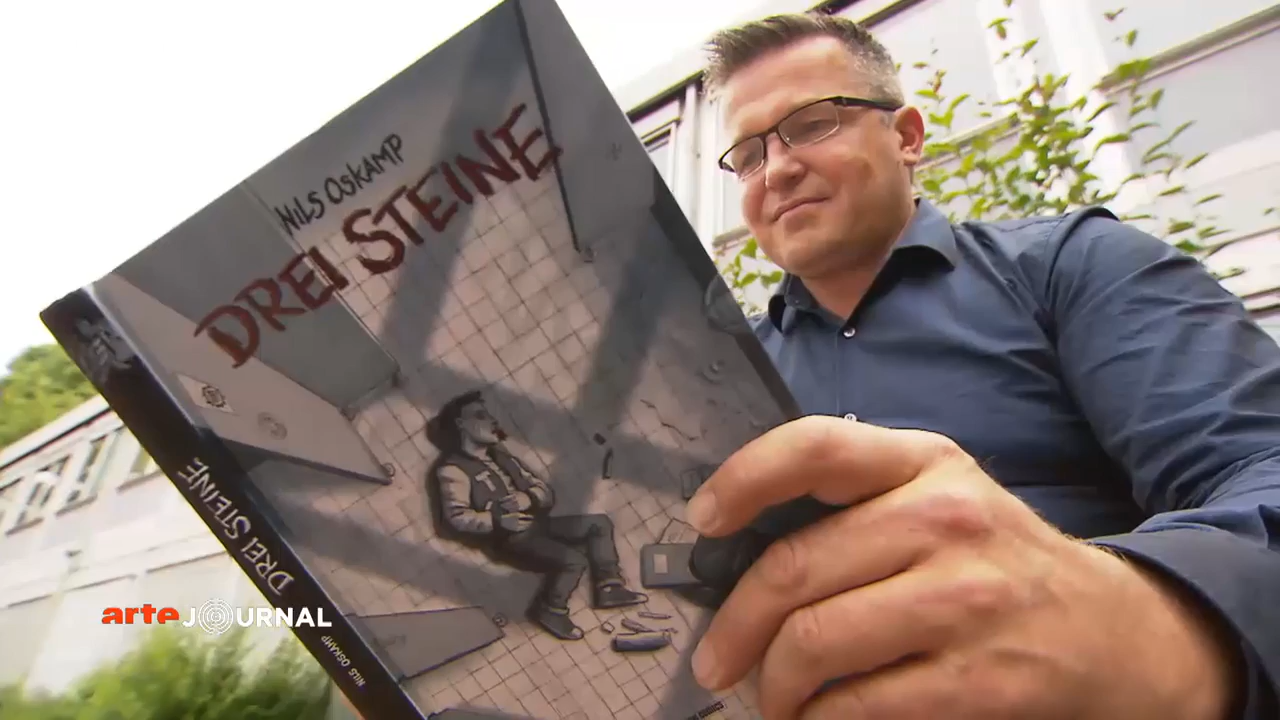 NILS OSKAMP
DREI STEINE
DREI STEINE
NILS OSKAMP
arte JOURNAL